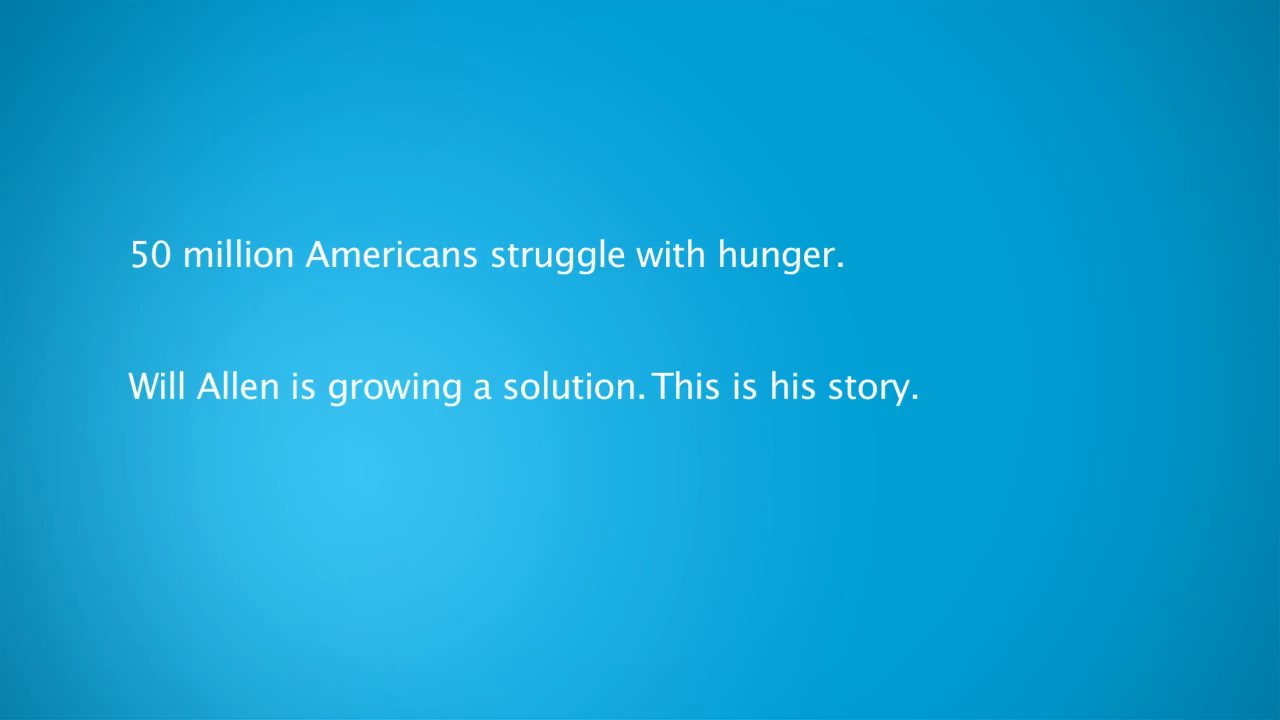 50 million Americans struggle with hunger.
Will Allen is growing a solution. This is his story.